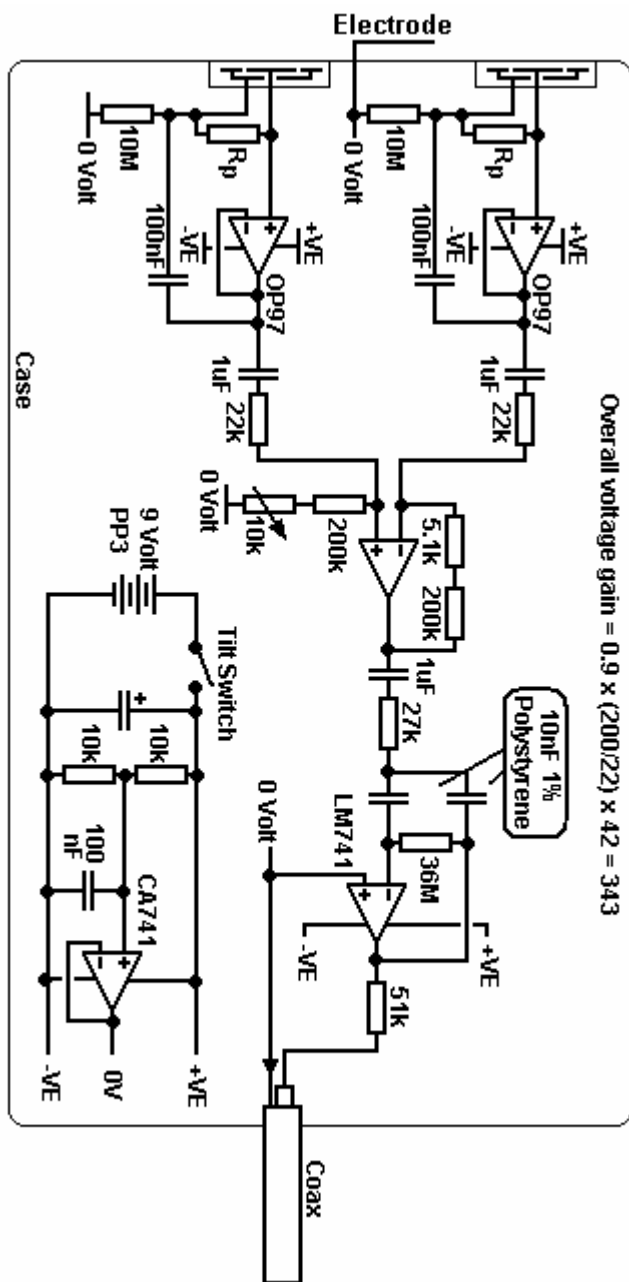 Overall voltage gain = 0.9 x (200/22) x 42 = 343
Electrode
10M
0 Volt
Rp
100nF
+VE
-VE
+
-
OP97
1uF
22k
10M
0 Volt
Rp
100nF
+VE
-VE
+
-
OP97
1uF
22k
5.1k
200k
-
+
200k
10k
0 Volt
1uF
27k
10nF 1%
Polystyrene
36M
LM741
-
+
+VE
-VE
0 Volt
51k
Coax
Case
9 Volt
PP3
Tilt Switch
+
10k
10k
100
nF
CA741
+
-
+VE
0V
-VE